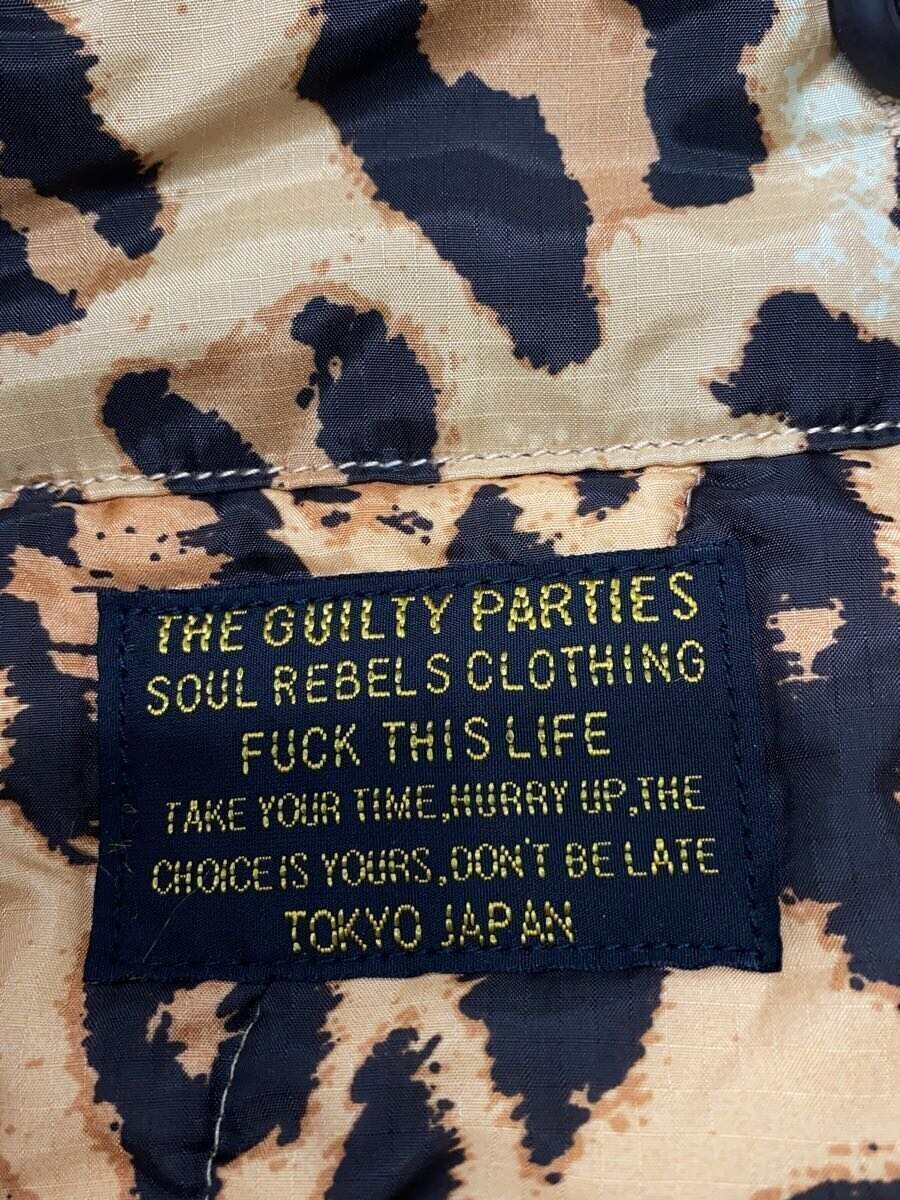 THE GUILTY PARTIES
SOUL REBELS CLOTHING
FUCK THIS LIFE
TAKE YOUR TIME,HURRY UP,THE
CHOICE IS YOURS,DON'T BE LATE
TOKYO JAPAN